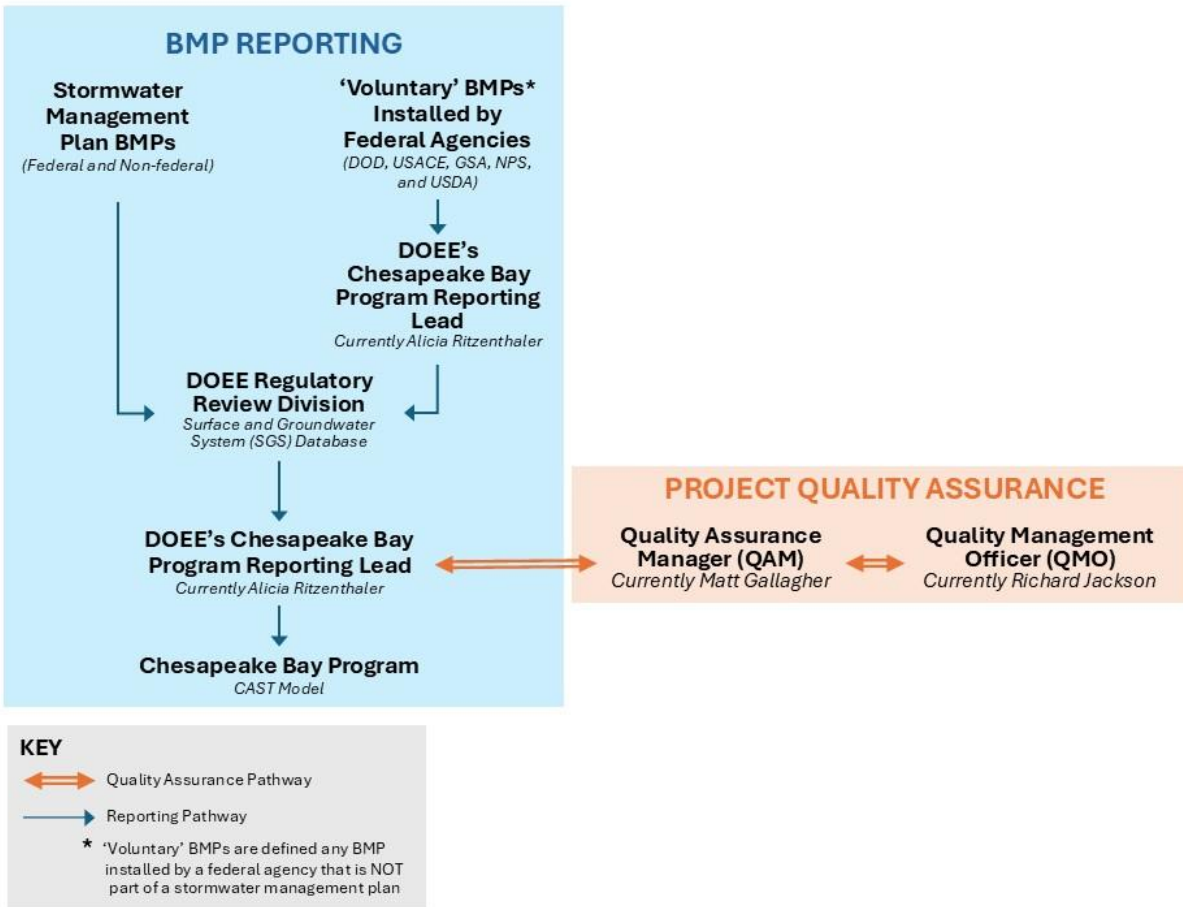 BMP REPORTING
Stormwater
Management
Plan BMPs
(Federal and Non-federal)
‘Voluntary’ BMPs*
Installed by
Federal Agencies
(DOD, USACE, GSA, NPS,
and USDA)
DOEE’s
Chesapeake Bay
Program Reporting
Lead
Currently Alicia Ritzenthaler
DOEE Regulatory
Review Division
Surface and Groundwater
System (SGS) Database
DOEE’s Chesapeake Bay
Program Reporting Lead
Currently Alicia Ritzenthaler
Chesapeake Bay Program
CAST Model
PROJECT QUALITY ASSURANCE
Quality Assurance
Manager (QAM)
Currently Matt Gallagher
Quality Management
Officer (QMO)
Currently Richard Jackson
KEY
Quality Assurance Pathway
Reporting Pathway
* ‘Voluntary’ BMPs are defined any BMP
installed by a federal agency that is NOT
part of a stormwater management plan